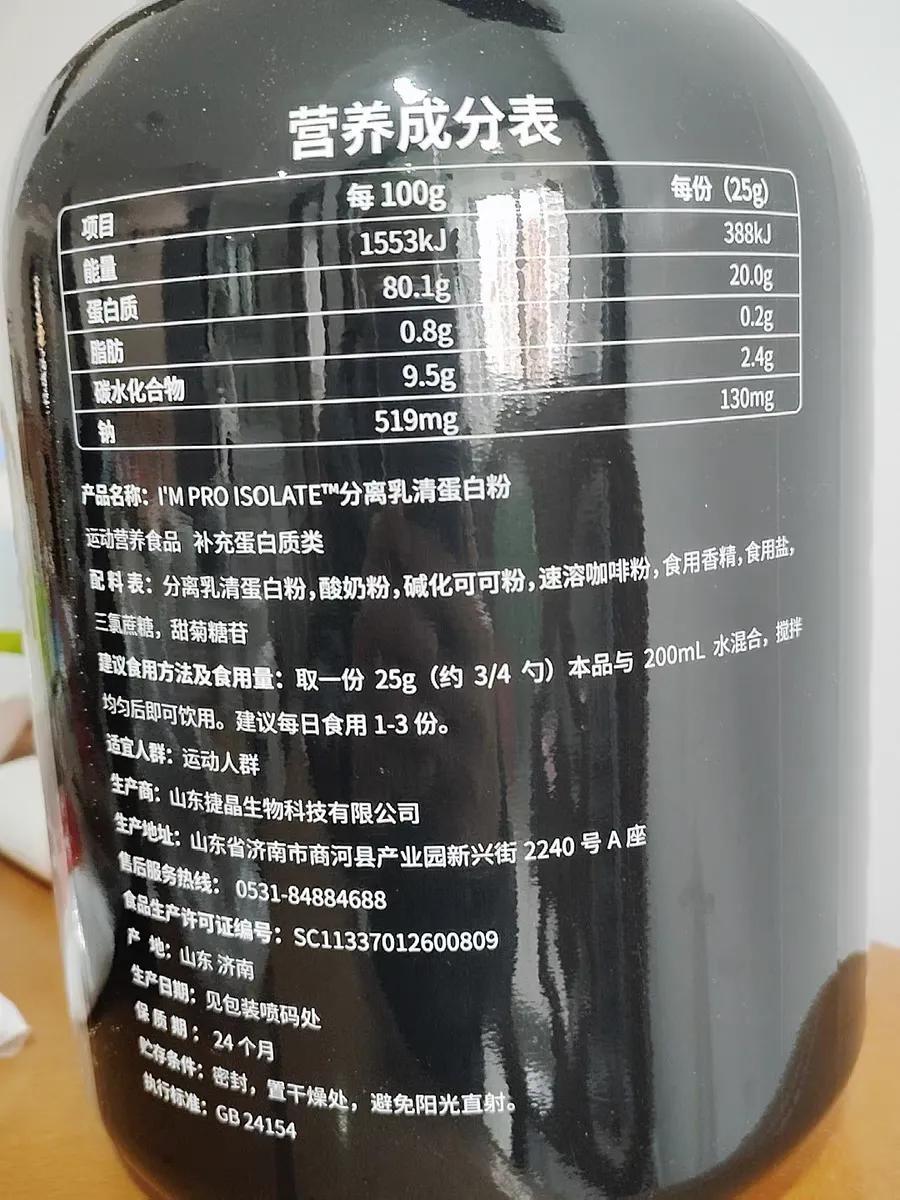 营养成分表
项目 每 100g 每份（25g）
能量 1553kJ 388kJ
蛋白质 80.1g 20.0g
脂肪 0.8g 0.2g
碳水化合物 9.5g 2.4g
钠 519mg 130mg
产品名称：I'M PRO ISOLATE™分离乳清蛋白粉
运动营养食品 补充蛋白质类
配料表：分离乳清蛋白粉，酸奶粉，碱化可可粉，速溶咖啡粉，食用香精，食用盐，
三氯蔗糖，甜菊糖苷
建议食用方法及食用量：取一份 25g（约 3/4 勺）本品与 200mL 水混合，搅拌
均匀后即可饮用。建议每日食用 1-3 份。
适宜人群：运动人群
生产商：山东捷晶生物科技有限公司
生产地址：山东省济南市商河县产业园新兴街 2240 号 A 座
售后服务热线： 0531-84884688
食品生产许可证编号：SC11337012600809
产 地：山东 济南
生产日期：见包装喷码处
保 质 期：24 个月
贮存条件：密封，置干燥处，避免阳光直射。
执行标准：GB 24154